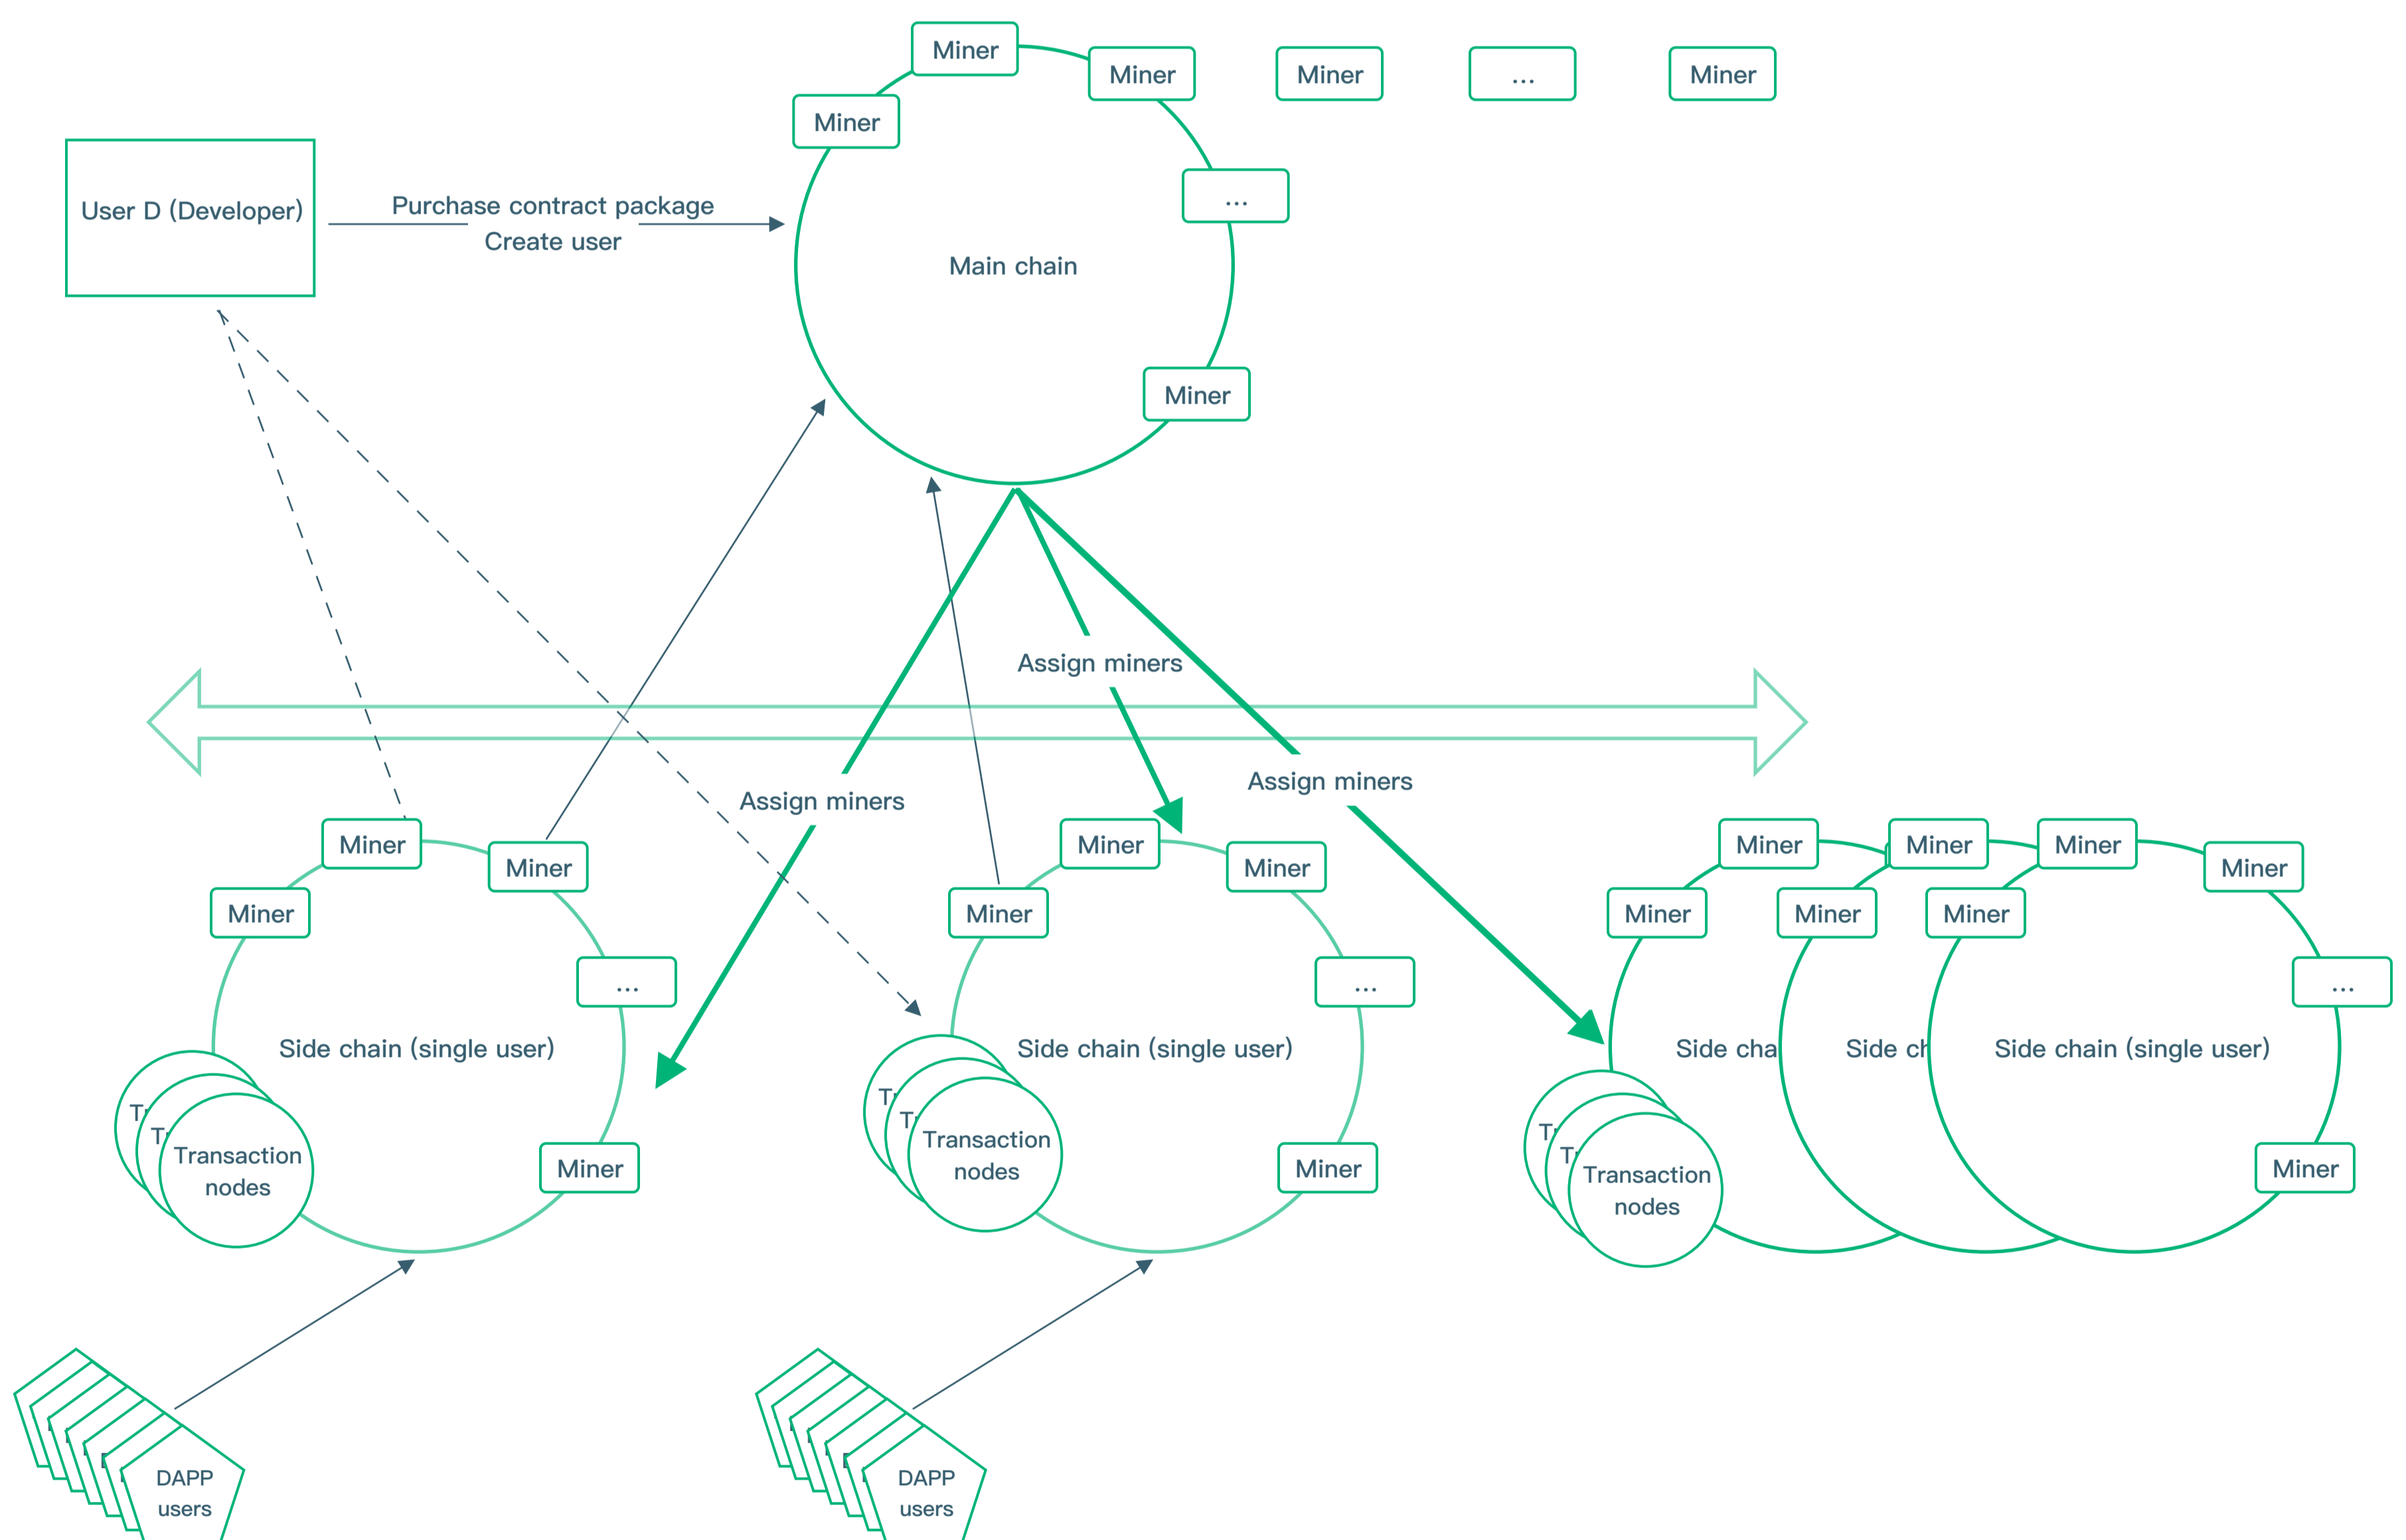 Miner
Miner
Miner
...
Miner
Miner
User D (Developer)
Purchase contract package
Create user
...
Main chain
Miner
Assign miners
Assign miners
Assign miners
Miner
Miner
Miner
...
Side chain (single user)
Miner
Transaction
nodes
Miner
Miner
Miner
...
Side chain (single user)
Miner
Transaction
nodes
Miner
Miner
Miner
Miner
Miner
Miner
Miner
...
Side cha
Side ch
Side chain (single user)
Miner
Transaction
nodes
DAPP
users
DAPP
users